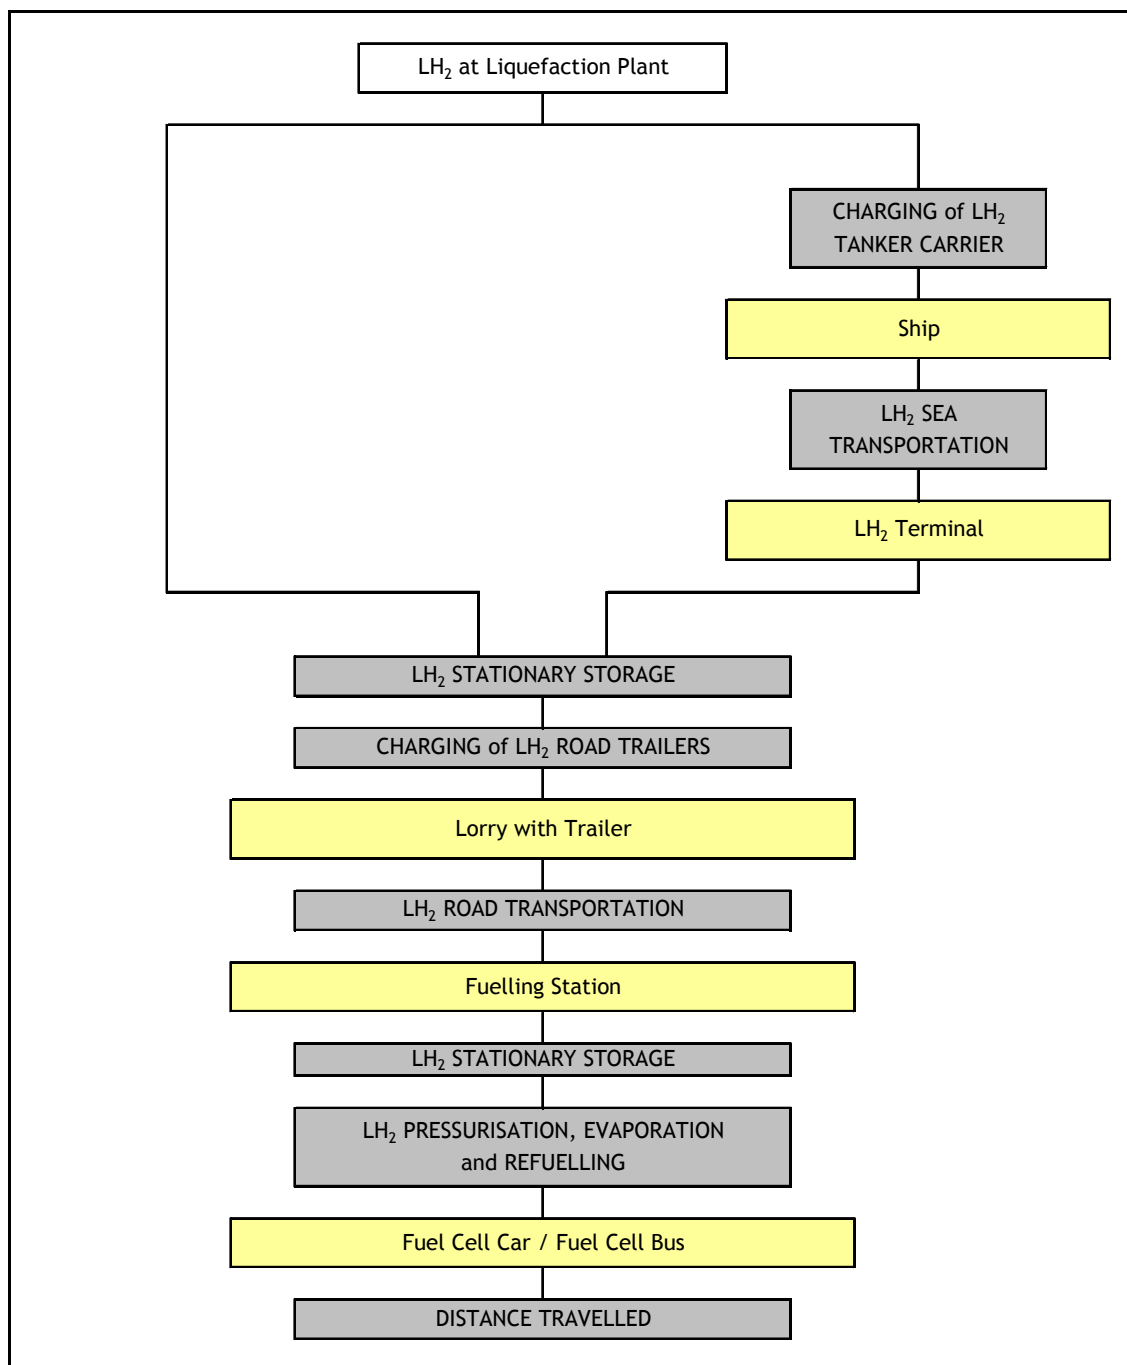 LH₂ at Liquefaction Plant
CHARGING of LH₂
TANKER CARRIER
Ship
LH₂ SEA
TRANSPORTATION
LH₂ Terminal
LH₂ STATIONARY STORAGE
CHARGING of LH₂ ROAD TRAILERS
Lorry with Trailer
LH₂ ROAD TRANSPORTATION
Fuelling Station
LH₂ STATIONARY STORAGE
LH₂ PRESSURISATION, EVAPORATION
and REFUELLING
Fuel Cell Car / Fuel Cell Bus
DISTANCE TRAVELLED